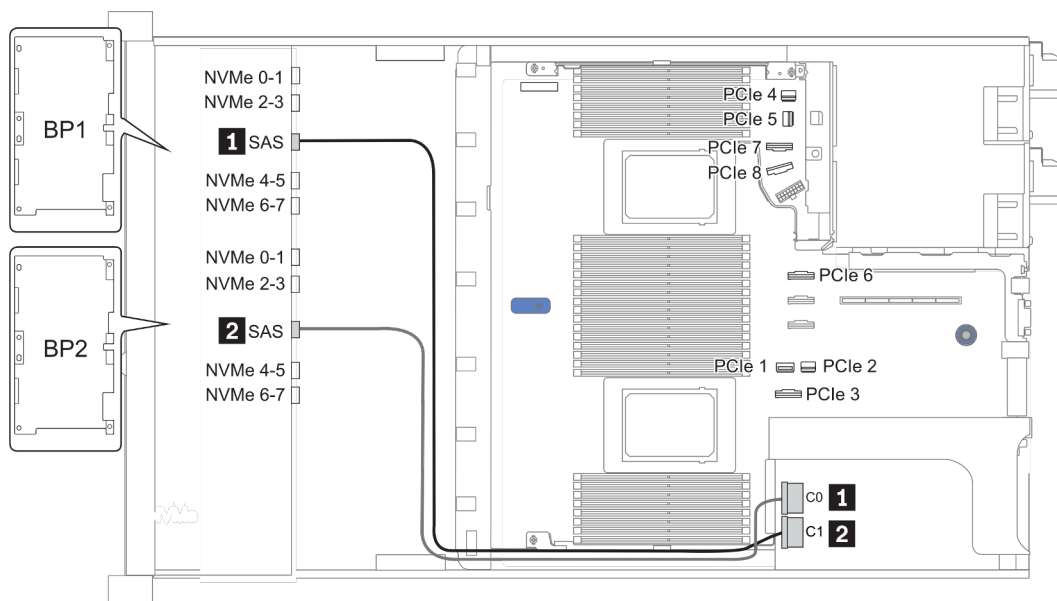 BP1
BP2
NVMe 0-1
NVMe 2-3
1 SAS
NVMe 4-5
NVMe 6-7
NVMe 0-1
NVMe 2-3
2 SAS
NVMe 4-5
NVMe 6-7
PCIe 4
PCIe 5
PCIe 7
PCIe 8
PCIe 6
PCIe 1
PCIe 2
PCIe 3
C0 1
C1 2